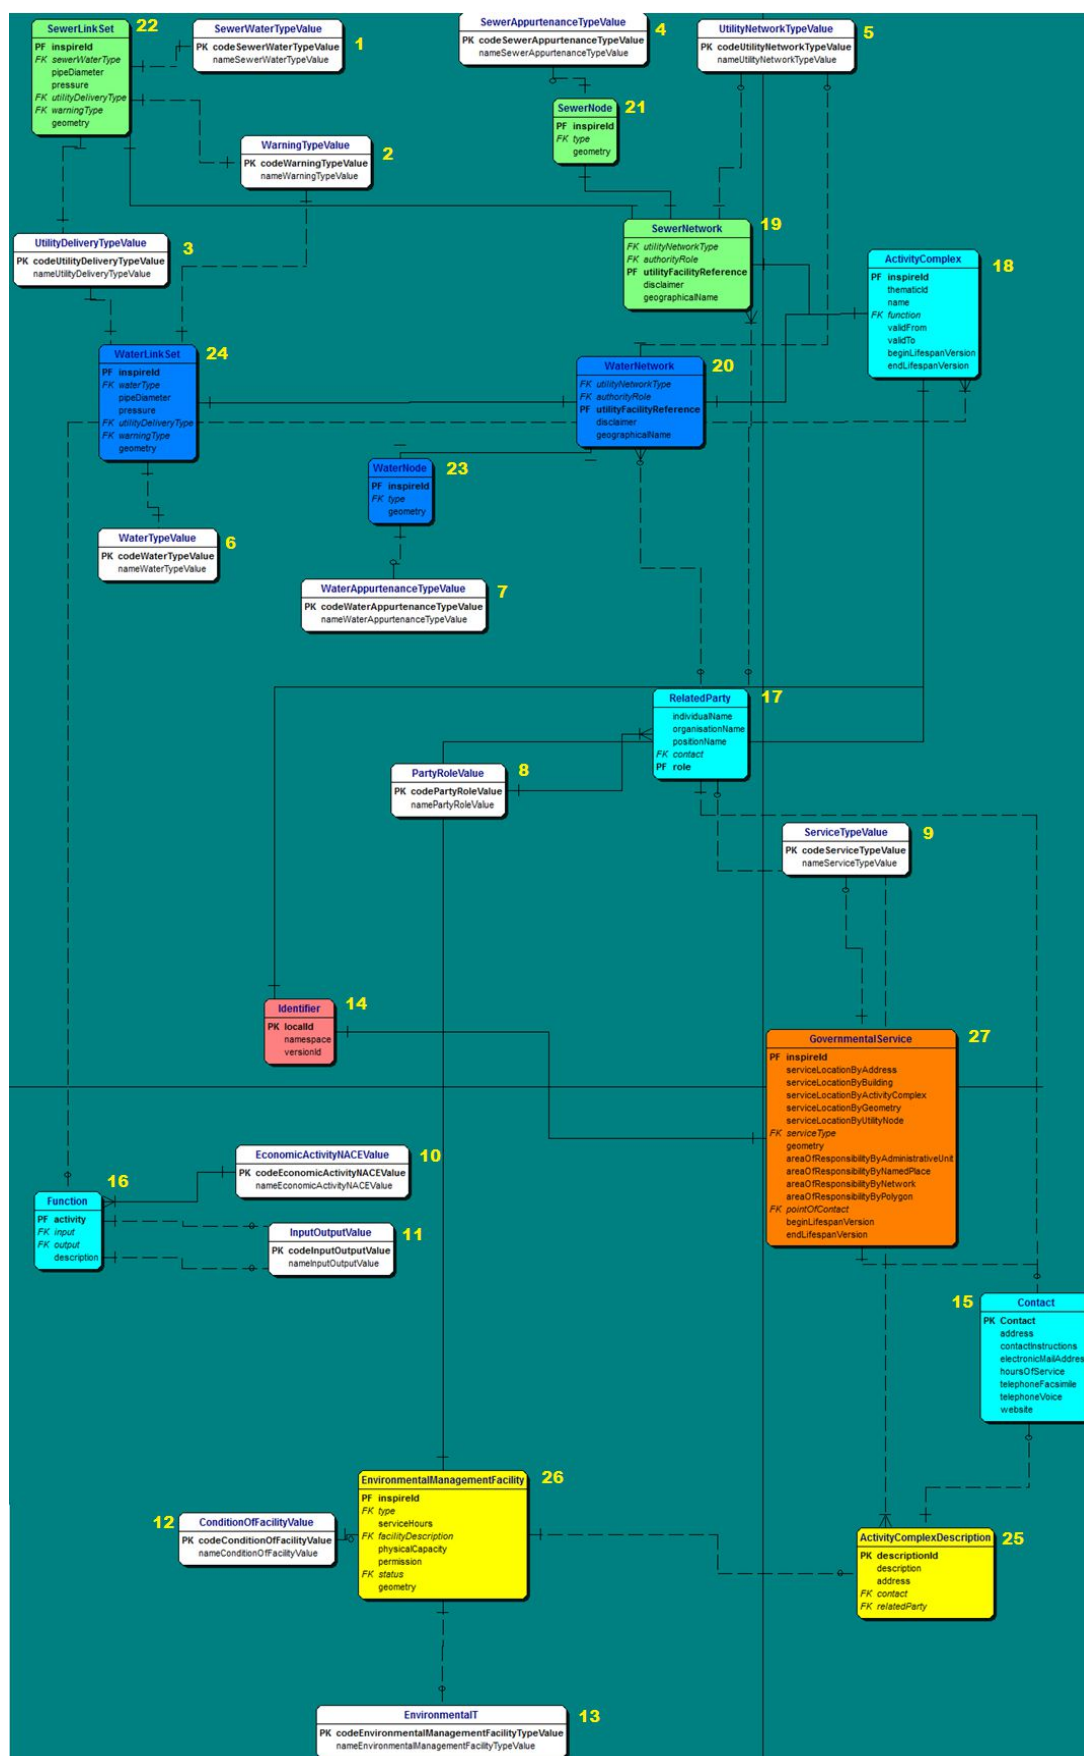 SewerLinkSet
22
PF inspireId
FK sewerWaterType
pipeDiameter
pressure
FK utilityDeliveryType
FK warningType
geometry
SewerWaterTypeValue
1
PK codeSewerWaterTypeValue
nameSewerWaterTypeValue
SewerAppurtenanceTypeValue
4
PK codeSewerAppurtenanceTypeValue
nameSewerAppurtenanceTypeValue
UtilityNetworkTypeValue
5
PK codeUtilityNetworkTypeValue
nameUtilityNetworkTypeValue
SewerNode
21
PF inspireId
FK type
geometry
WarningTypeValue
2
PK codeWarningTypeValue
nameWarningTypeValue
UtilityDeliveryTypeValue
3
PK codeUtilityDeliveryTypeValue
nameUtilityDeliveryTypeValue
SewerNetwork
19
FK utilityNetworkType
FK authorityRole
PF utilityFacilityReference
disclaimer
geographicalName
ActivityComplex
18
PF inspireId
thematicId
name
FK function
validFrom
validTo
beginLifespanVersion
endLifespanVersion
WaterLinkSet
24
PF inspireId
FK waterType
pipeDiameter
pressure
FK utilityDeliveryType
FK warningType
geometry
WaterNetwork
20
FK utilityNetworkType
FK authorityRole
PF utilityFacilityReference
disclaimer
geographicalName
WaterNode
23
PF inspireId
FK type
geometry
WaterTypeValue
6
PK codeWaterTypeValue
nameWaterTypeValue
WaterAppurtenanceTypeValue
7
PK codeWaterAppurtenanceTypeValue
nameWaterAppurtenanceTypeValue
RelatedParty
17
individualName
organisationName
positionName
FK contact
PF role
PartyRoleValue
8
PK codePartyRoleValue
namePartyRoleValue
ServiceTypeValue
9
PK codeServiceTypeValue
nameServiceTypeValue
Identifier
14
PK localId
namespace
versionId
GovernmentalService
27
PF inspireId
serviceLocationByAddress
serviceLocationByBuilding
serviceLocationByActivityComplex
serviceLocationByGeometry
serviceLocationByUtilityNode
FK serviceType
geometry
areaOfResponsibilityByAdministrativeUnit
areaOfResponsibilityByNamedPlace
areaOfResponsibilityByNetwork
areaOfResponsibilityByPolygon
FK pointOfContact
beginLifespanVersion
endLifespanVersion
EconomicActivityNACEValue
10
PK codeEconomicActivityNACEValue
nameEconomicActivityNACEValue
Function
16
PF activity
FK input
FK output
description
InputOutputValue
11
PK codeInputOutputValue
nameInputOutputValue
15
Contact
PK Contact
address
contactInstructions
electronicMailAddres
hoursOfService
telephoneFacsimile
telephoneVoice
website
EnvironmentalManagementFacility
26
PF inspireId
FK type
serviceHours
FK facilityDescription
physicalCapacity
permission
FK status
geometry
12
ConditionOfFacilityValue
PK codeConditionOfFacilityValue
nameConditionOfFacilityValue
ActivityComplexDescription
25
PK descriptionId
description
address
FK contact
FK relatedParty
EnvironmentalT
13
PK codeEnvironmentalManagementFacilityTypeValue
nameEnvironmentalManagementFacilityTypeValue